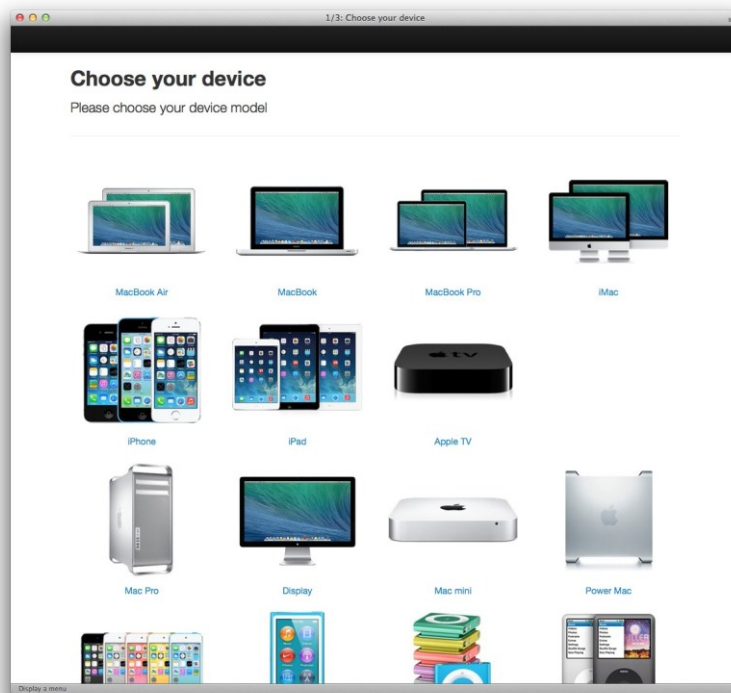 1/3: Choose your device
Choose your device
Please choose your device model
MacBook Air
MacBook
MacBook Pro
iMac
tv
iPhone
iPad
Apple TV
Mac Pro
Display
Mac mini
Power Mac
Display a menu